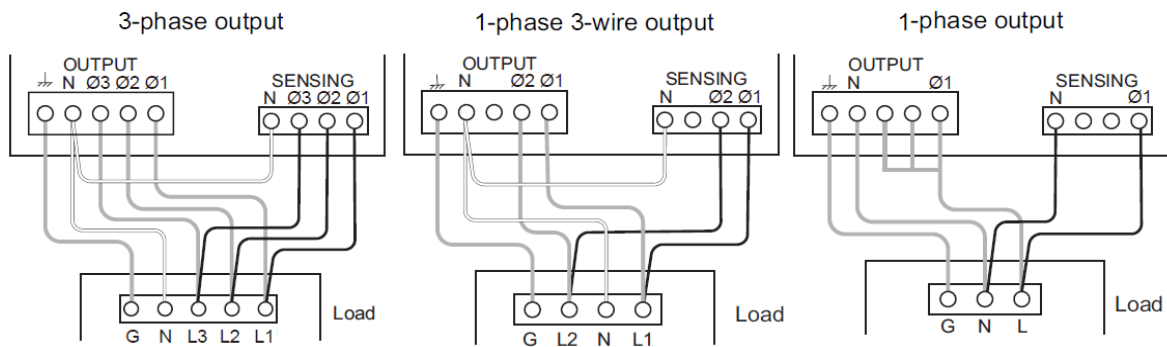 3-phase output
OUTPUT
N Ø3 Ø2 Ø1
SENSING
N Ø3 Ø2 Ø1
G N L3 L2 L1
Load
1-phase 3-wire output
OUTPUT
N Ø2 Ø1
SENSING
N Ø2 Ø1
G L2 N L1
Load
1-phase output
OUTPUT
N Ø1
SENSING
N Ø1
G N L
Load